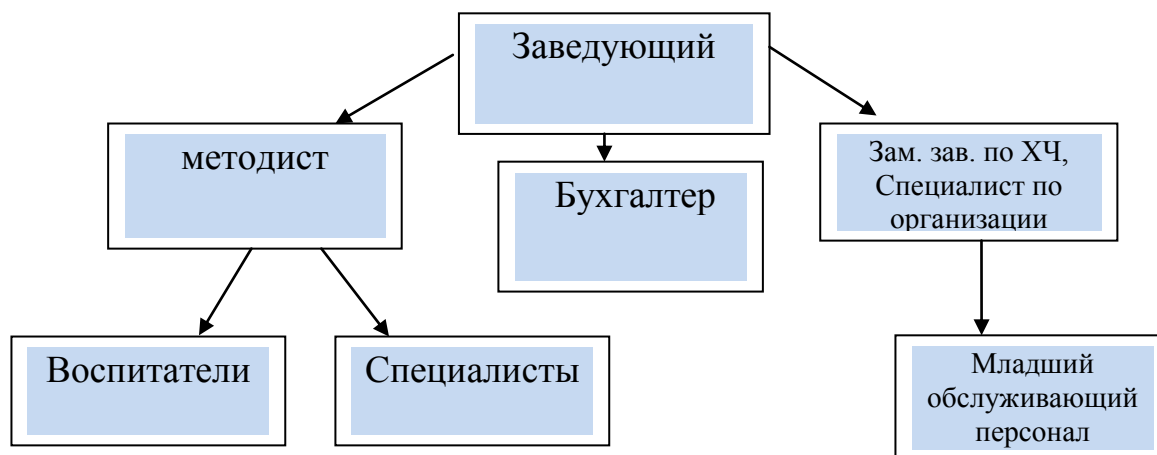 Заведующий
методист
Бухгалтер
Зам. зав. по ХЧ,
Специалист по
организации
Воспитатели
Специалисты
Младший
обслуживающий
персонал